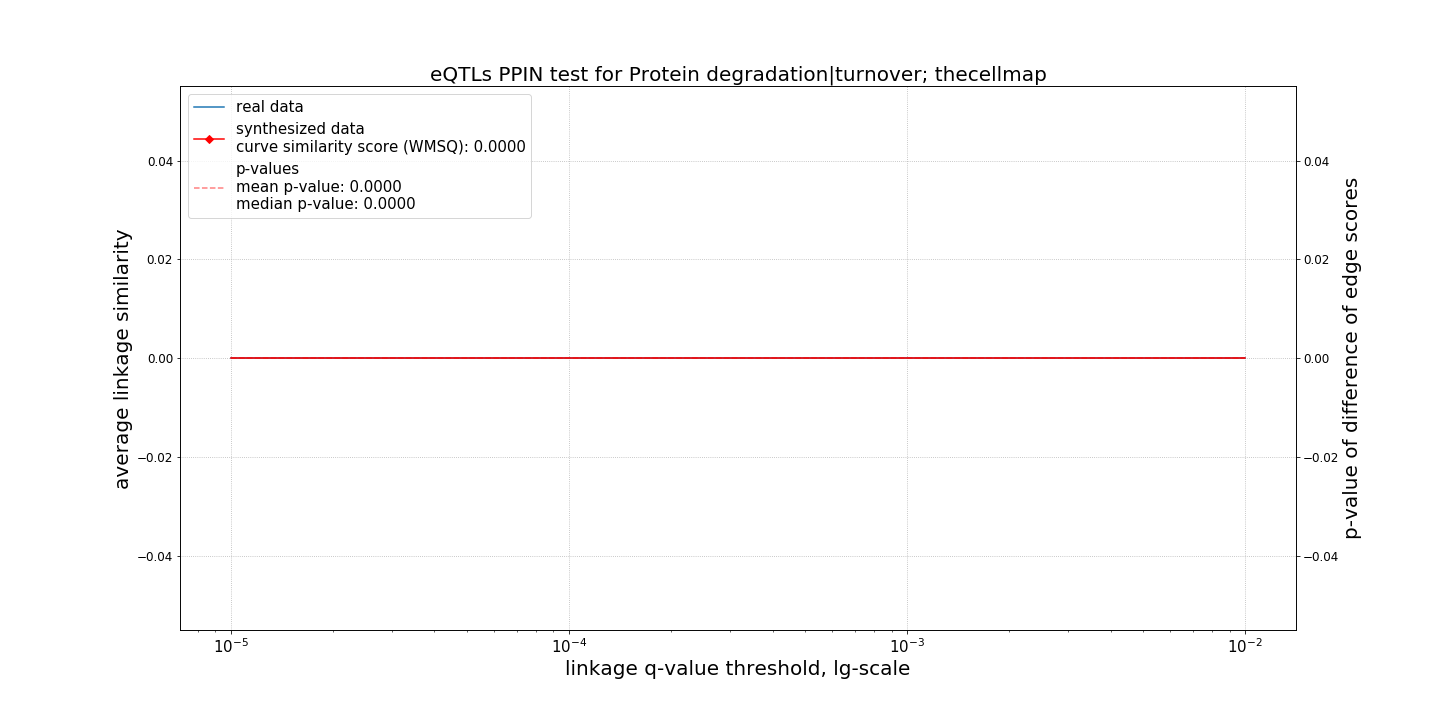 eQTLs PPIN test for Protein degradation|turnover; thecellmap
real data
synthesized data
curve similarity score (WMSQ): 0.0000
p-values
mean p-value: 0.0000
median p-value: 0.0000
average linkage similarity
0.04
0.02
0.00
−0.02
−0.04
0.04
0.02
0.00
−0.02
−0.04
p-value of difference of edge scores
10⁻⁵ 10⁻⁴ 10⁻³ 10⁻²
linkage q-value threshold, lg-scale